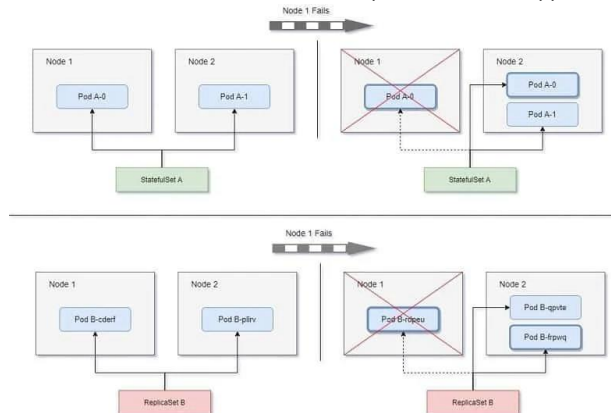 Node 1 Fails
Node 1
Node 2
Node 1
Node 2
Pod A-0
Pod A-1
Pod A-0
Pod A-0
Pod A-1
StatefulSet A
StatefulSet A
Node 1 Fails
Node 1
Node 2
Node 1
Node 2
Pod B-cderf
Pod B-pllrv
Pod B-rdpeu
Pod B-qpvte
Pod B-frpwq
ReplicaSet B
ReplicaSet B